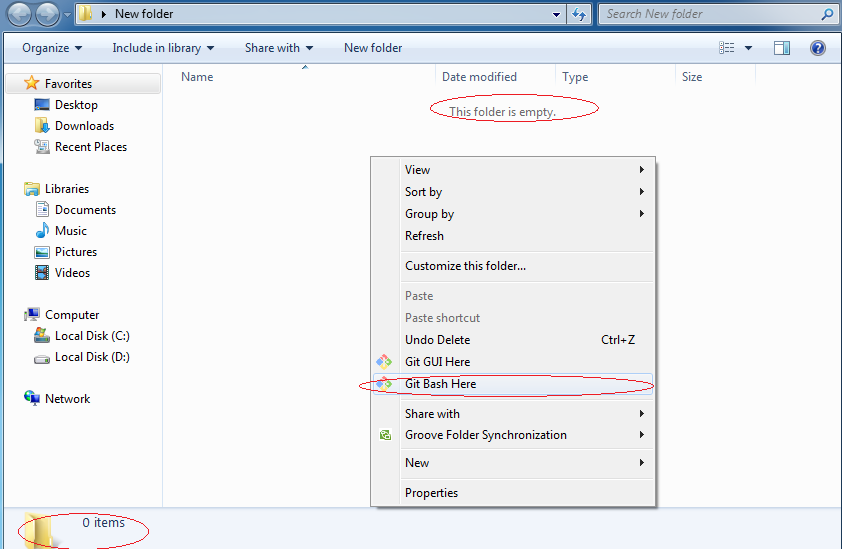 New folder
Search New folder
Organize
Include in library
Share with
New folder
Favorites
Desktop
Downloads
Recent Places
Libraries
Documents
Music
Pictures
Videos
Computer
Local Disk (C:)
Local Disk (D:)
Network
Name
Date modified
Type
Size
This folder is empty.
View
Sort by
Group by
Refresh
Customize this folder...
Paste
Paste shortcut
Undo Delete Ctrl+Z
Git GUI Here
Git Bash Here
Share with
Groove Folder Synchronization
New
Properties
0 items